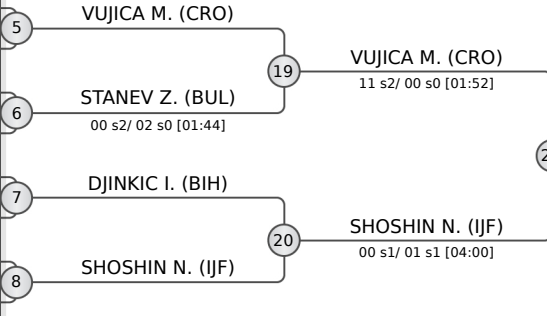 VUJICA M. (CRO)
5
19
VUJICA M. (CRO)
11 s2/ 00 s0 [01:52]
STANEV Z. (BUL)
6
00 s2/ 02 s0 [01:44]
DJINKIC I. (BIH)
7
20
SHOSHIN N. (IJF)
00 s1/ 01 s1 [04:00]
SHOSHIN N. (IJF)
8